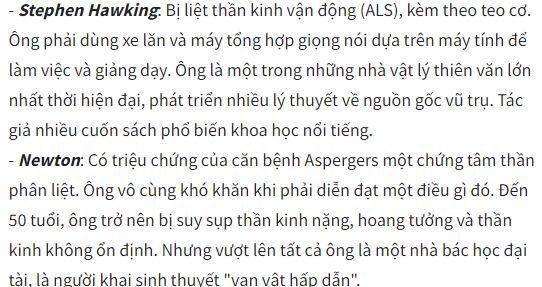 - Stephen Hawking: Bị liệt thần kinh vận động (ALS), kèm theo teo cơ.
Ông phải dùng xe lăn và máy tổng hợp giọng nói dựa trên máy tính để
làm việc và giảng dạy. Ông là một trong những nhà vật lý thiên văn lớn
nhất thời hiện đại, phát triển nhiều lý thuyết về nguồn gốc vũ trụ. Tác
giả nhiều cuốn sách phổ biến khoa học nổi tiếng.
- Newton: Có triệu chứng của căn bệnh Aspergers một chứng tâm thần
phân liệt. Ông vô cùng khó khăn khi phải diễn đạt một điều gì đó. Đến
50 tuổi, ông trở nên bị suy sụp thần kinh nặng, hoang tưởng và thần
kinh không ổn định. Nhưng vượt lên tất cả ông là một nhà bác học đại
tài, là người khai sinh thuyết "vạn vật hấp dẫn".